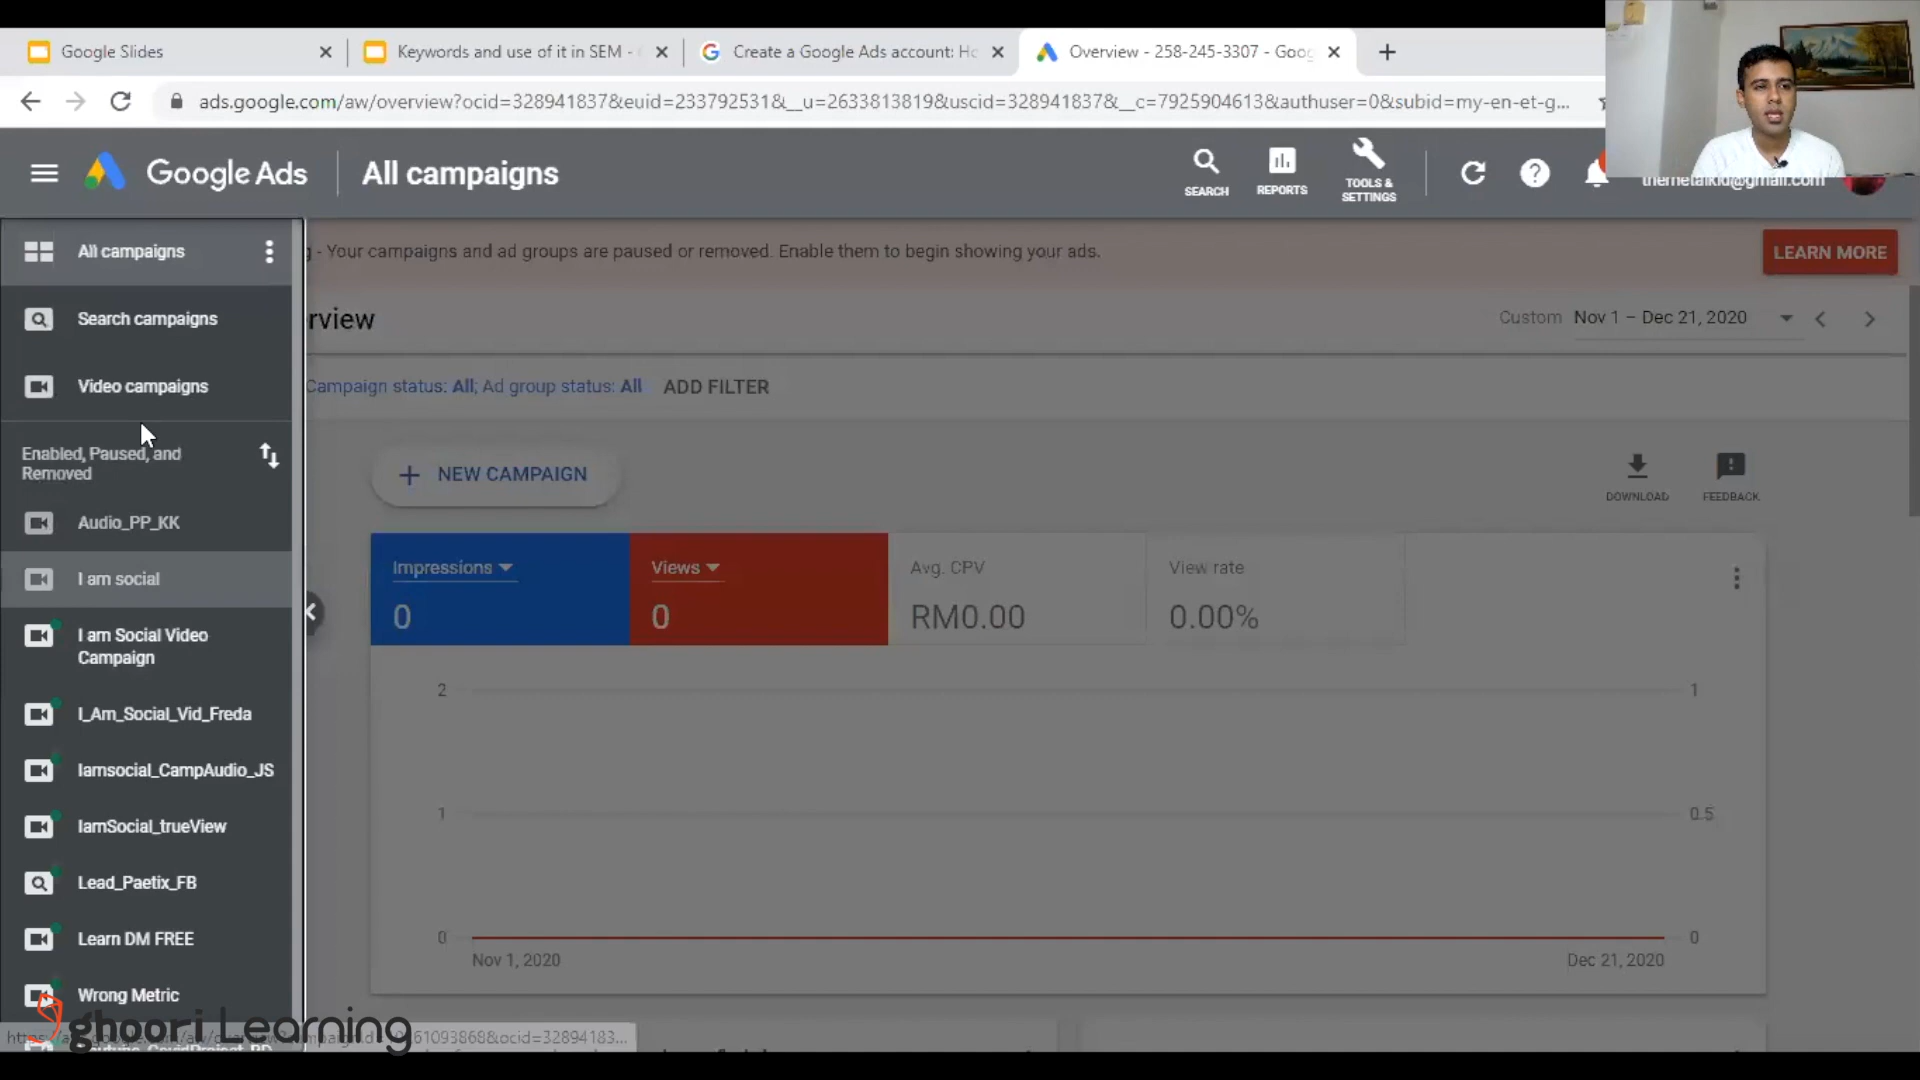 Google Slides
Keywords and use of it in SEM -
Create a Google Ads account: Ho
Overview - 258-245-3307 - Goog
ads.google.com/aw/overview?ocid=328941837&euid=233792531&__u=2633813819&uscid=328941837&__c=7925904613&authuser=0&subid=my-en-et-g...
Google Ads
All campaigns
SEARCH
REPORTS
TOOLS &
SETTINGS
themetalkid@gmail.com
All campaigns
- Your campaigns and ad groups are paused or removed. Enable them to begin showing your ads.
LEARN MORE
Search campaigns
rview
Custom Nov 1 – Dec 21, 2020
Video campaigns
Campaign status: All; Ad group status: All
ADD FILTER
Enabled, Paused, and
Removed
NEW CAMPAIGN
DOWNLOAD
FEEDBACK
Audio_PP_KK
I am social
Impressions
0
Views
0
Avg. CPV
RM0.00
View rate
0.00%
I am Social Video
Campaign
2
1
I_Am_Social_Vid_Freda
Iamsocial_CampAudio_JS
1
0.5
IamSocial_trueView
Lead_Paetix_FB
Learn DM FREE
0
0
Nov 1, 2020
Dec 21, 2020
Wrong Metric
ghoori Learning